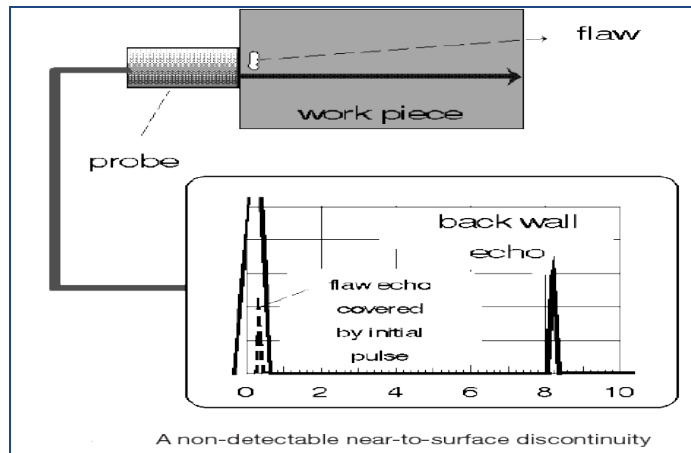 flaw
work piece
probe
back wall
echo
flaw echo
covered
by initial
pulse
0 2 4 6 8 10
A non-detectable near-to-surface discontinuity